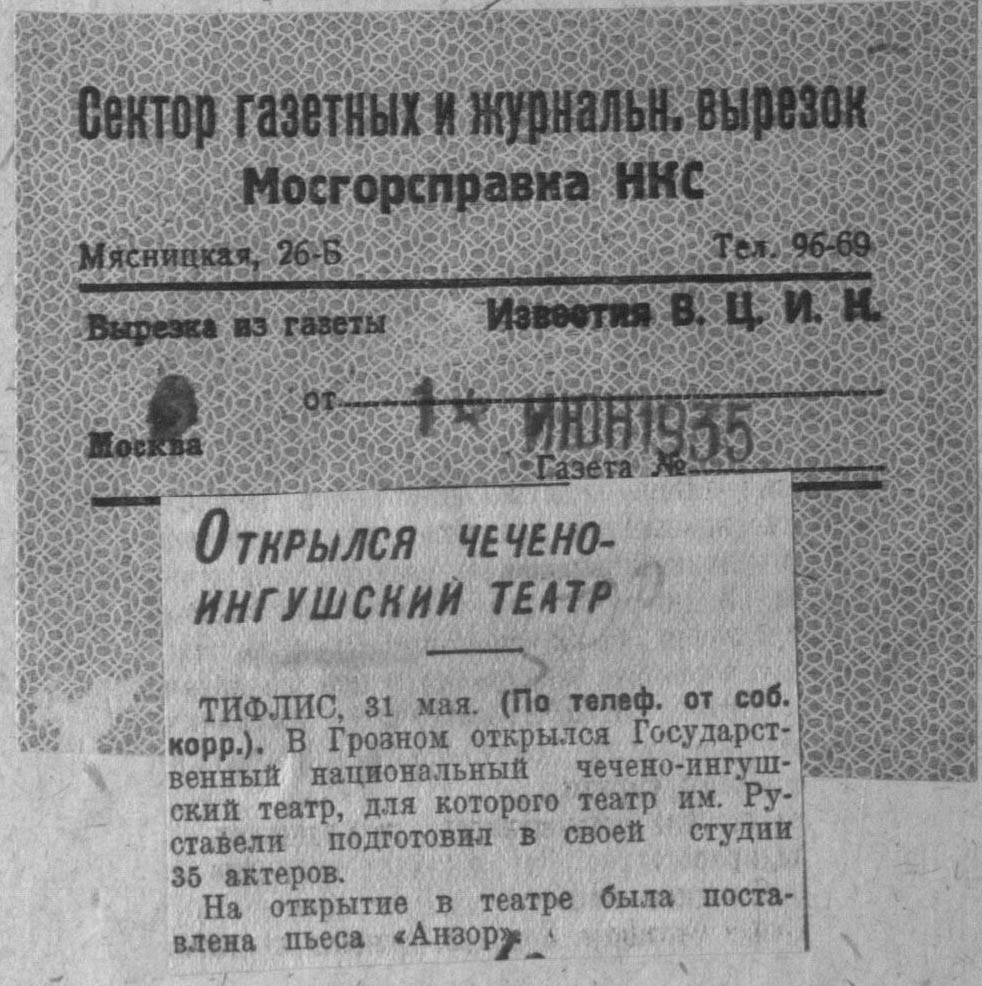 Сектор газетных и журнальн. вырезок
Мосгорсправка НКС
Мясницкая, 26-Б Тел. 96-69
Вырезка из газеты Известия В. Ц. И. К.
от 1 ИЮН 1935
Москва
Газета №
Открылся чечено-
ингушский театр
ТИФЛИС, 31 мая. (По телеф. от соб.
корр.). В Грозном открылся Государст-
венный национальный чечено-ингуш-
ский театр, для которого театр им. Ру-
ставели подготовил в своей студии
35 актеров.
На открытие в театре была постав-
лена пьеса «Анзор».